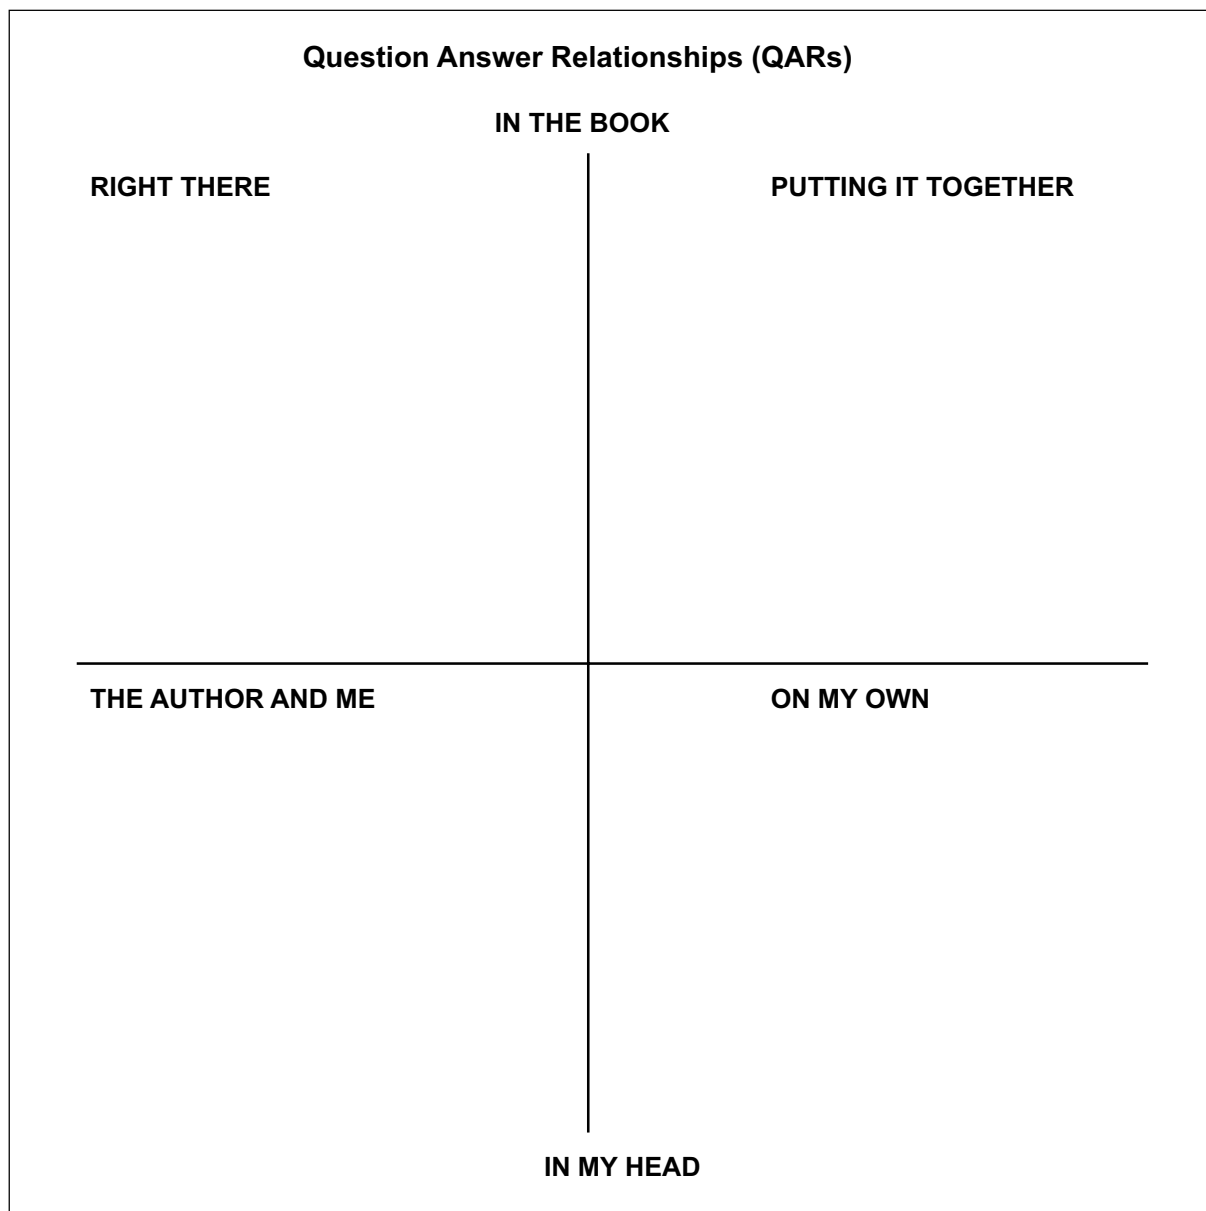 Question Answer Relationships (QARs)
IN THE BOOK
RIGHT THERE
PUTTING IT TOGETHER
THE AUTHOR AND ME
ON MY OWN
IN MY HEAD